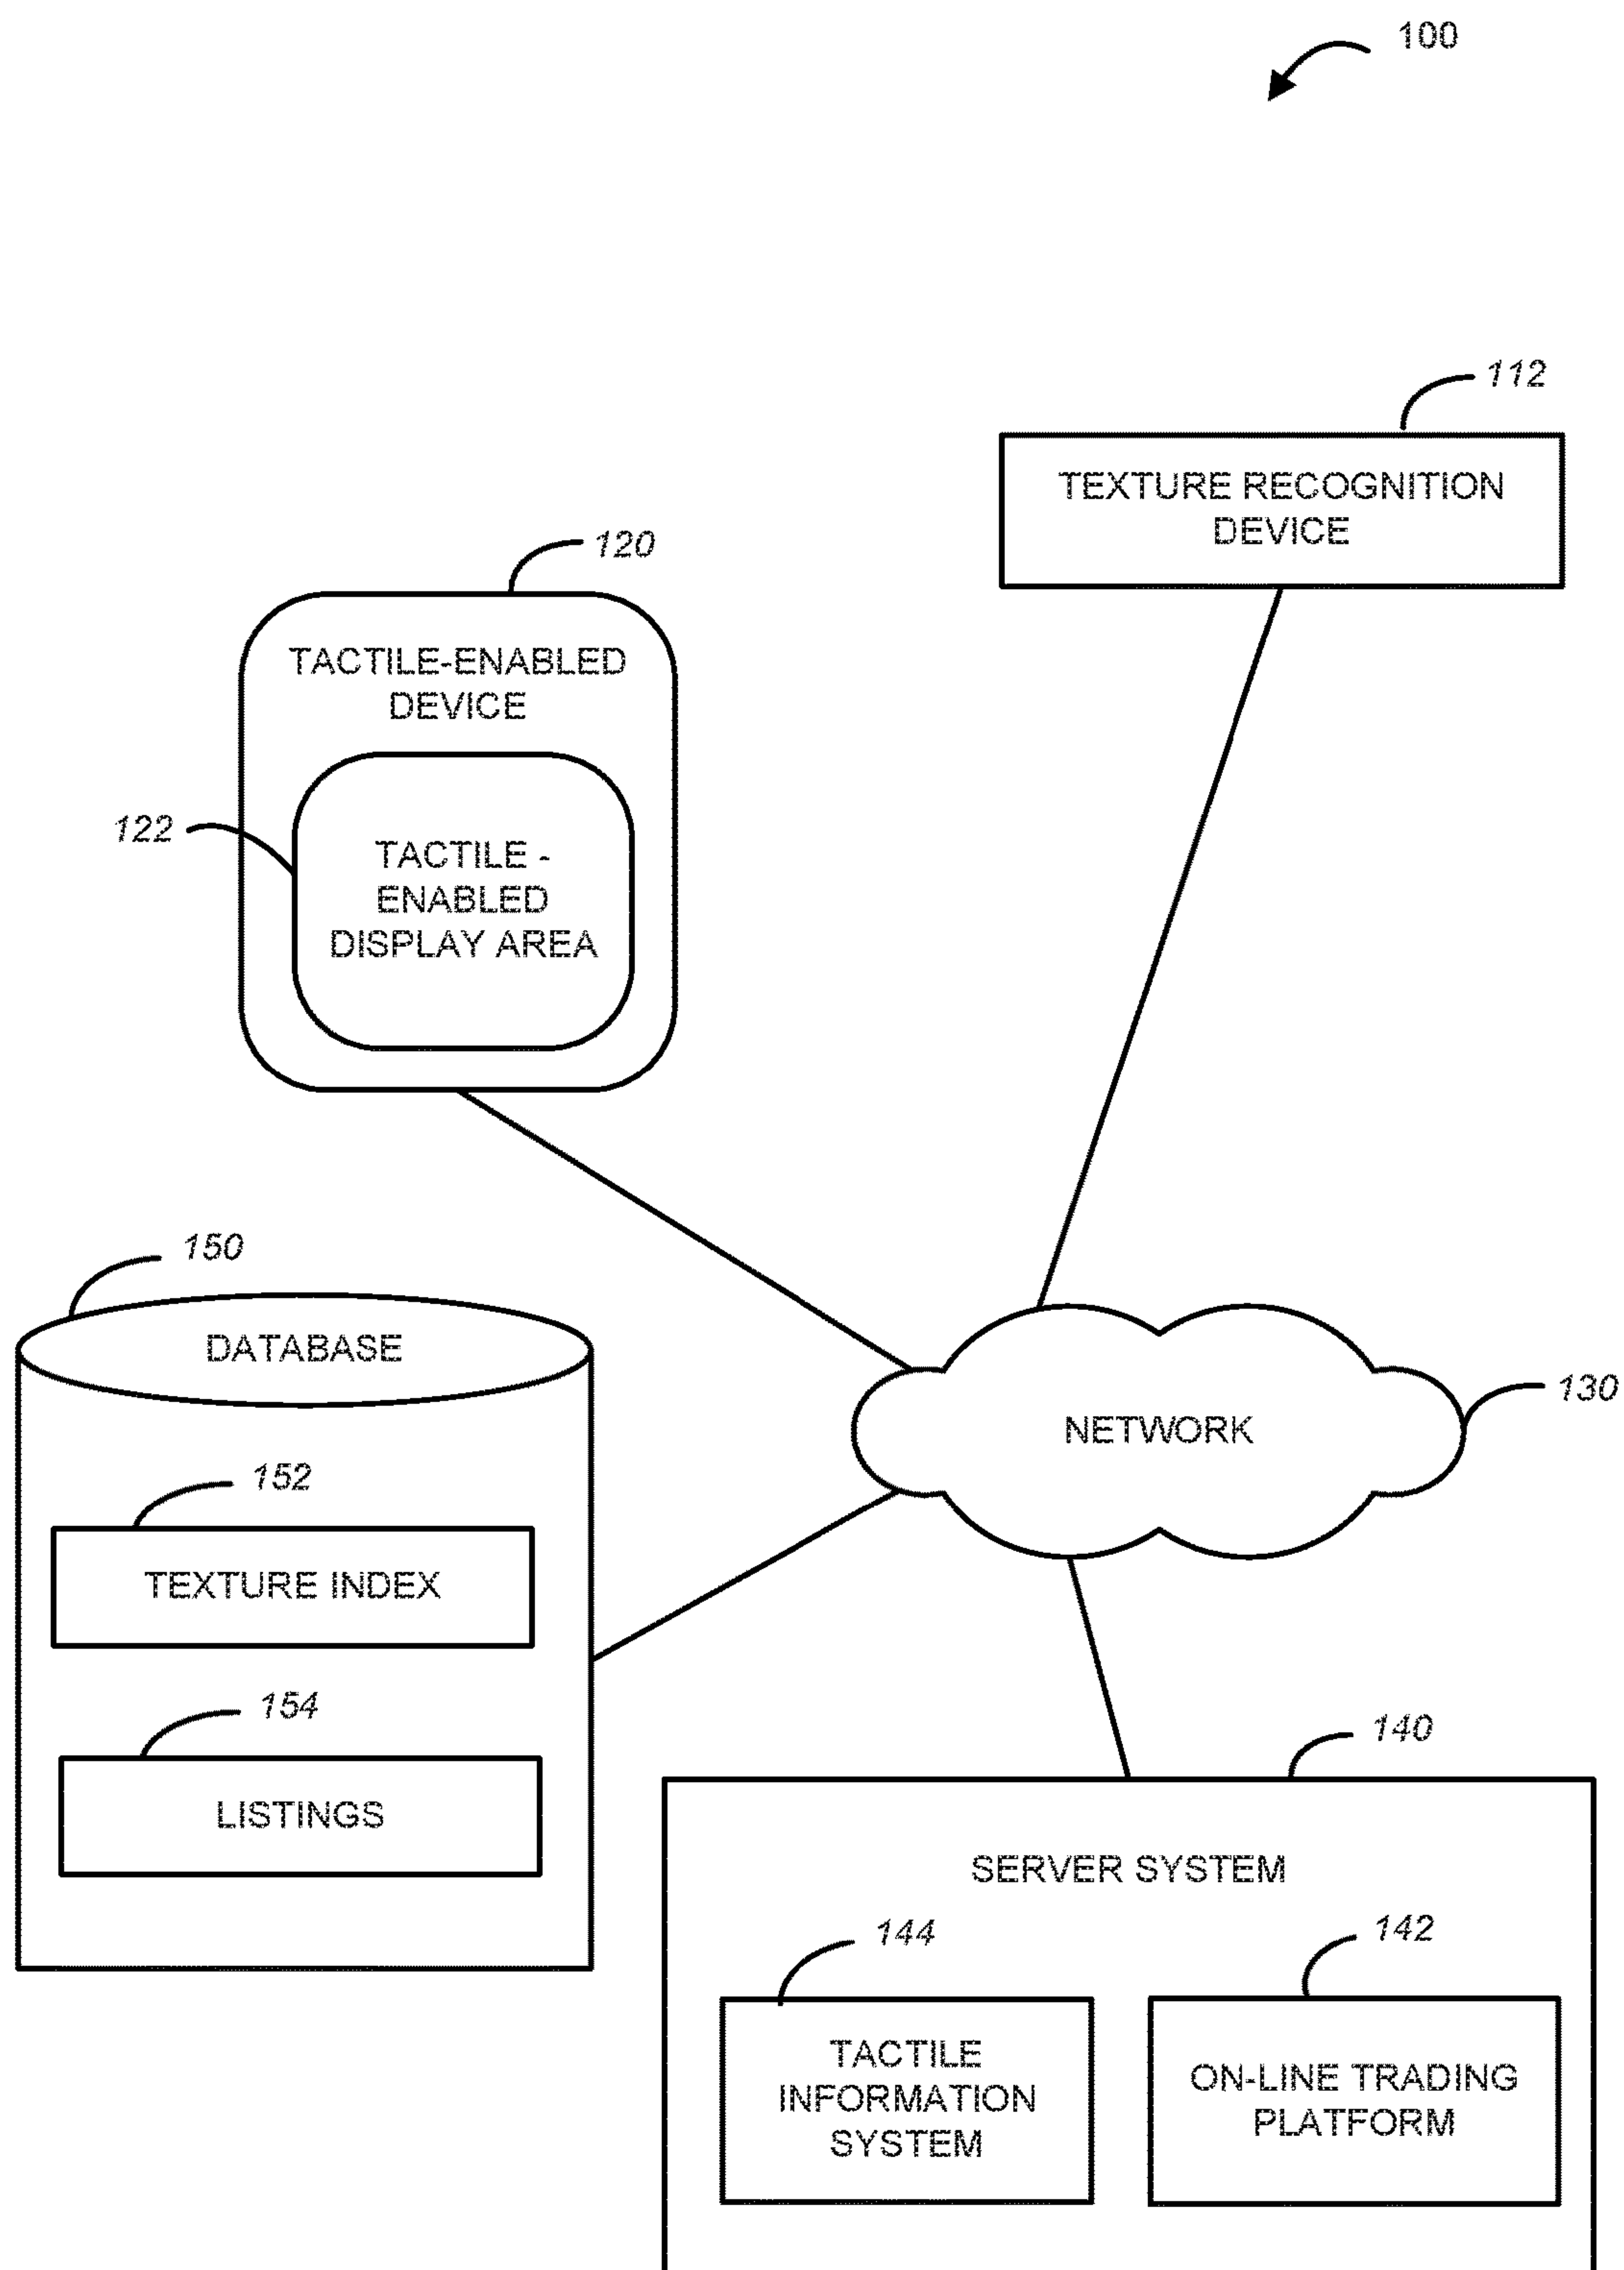 100
112
TEXTURE RECOGNITION
DEVICE
120
TACTILE-ENABLED
DEVICE
122
TACTILE -
ENABLED
DISPLAY AREA
150
DATABASE
130
NETWORK
152
TEXTURE INDEX
154
LISTINGS
140
SERVER SYSTEM
144
142
TACTILE
INFORMATION
SYSTEM
ON-LINE TRADING
PLATFORM